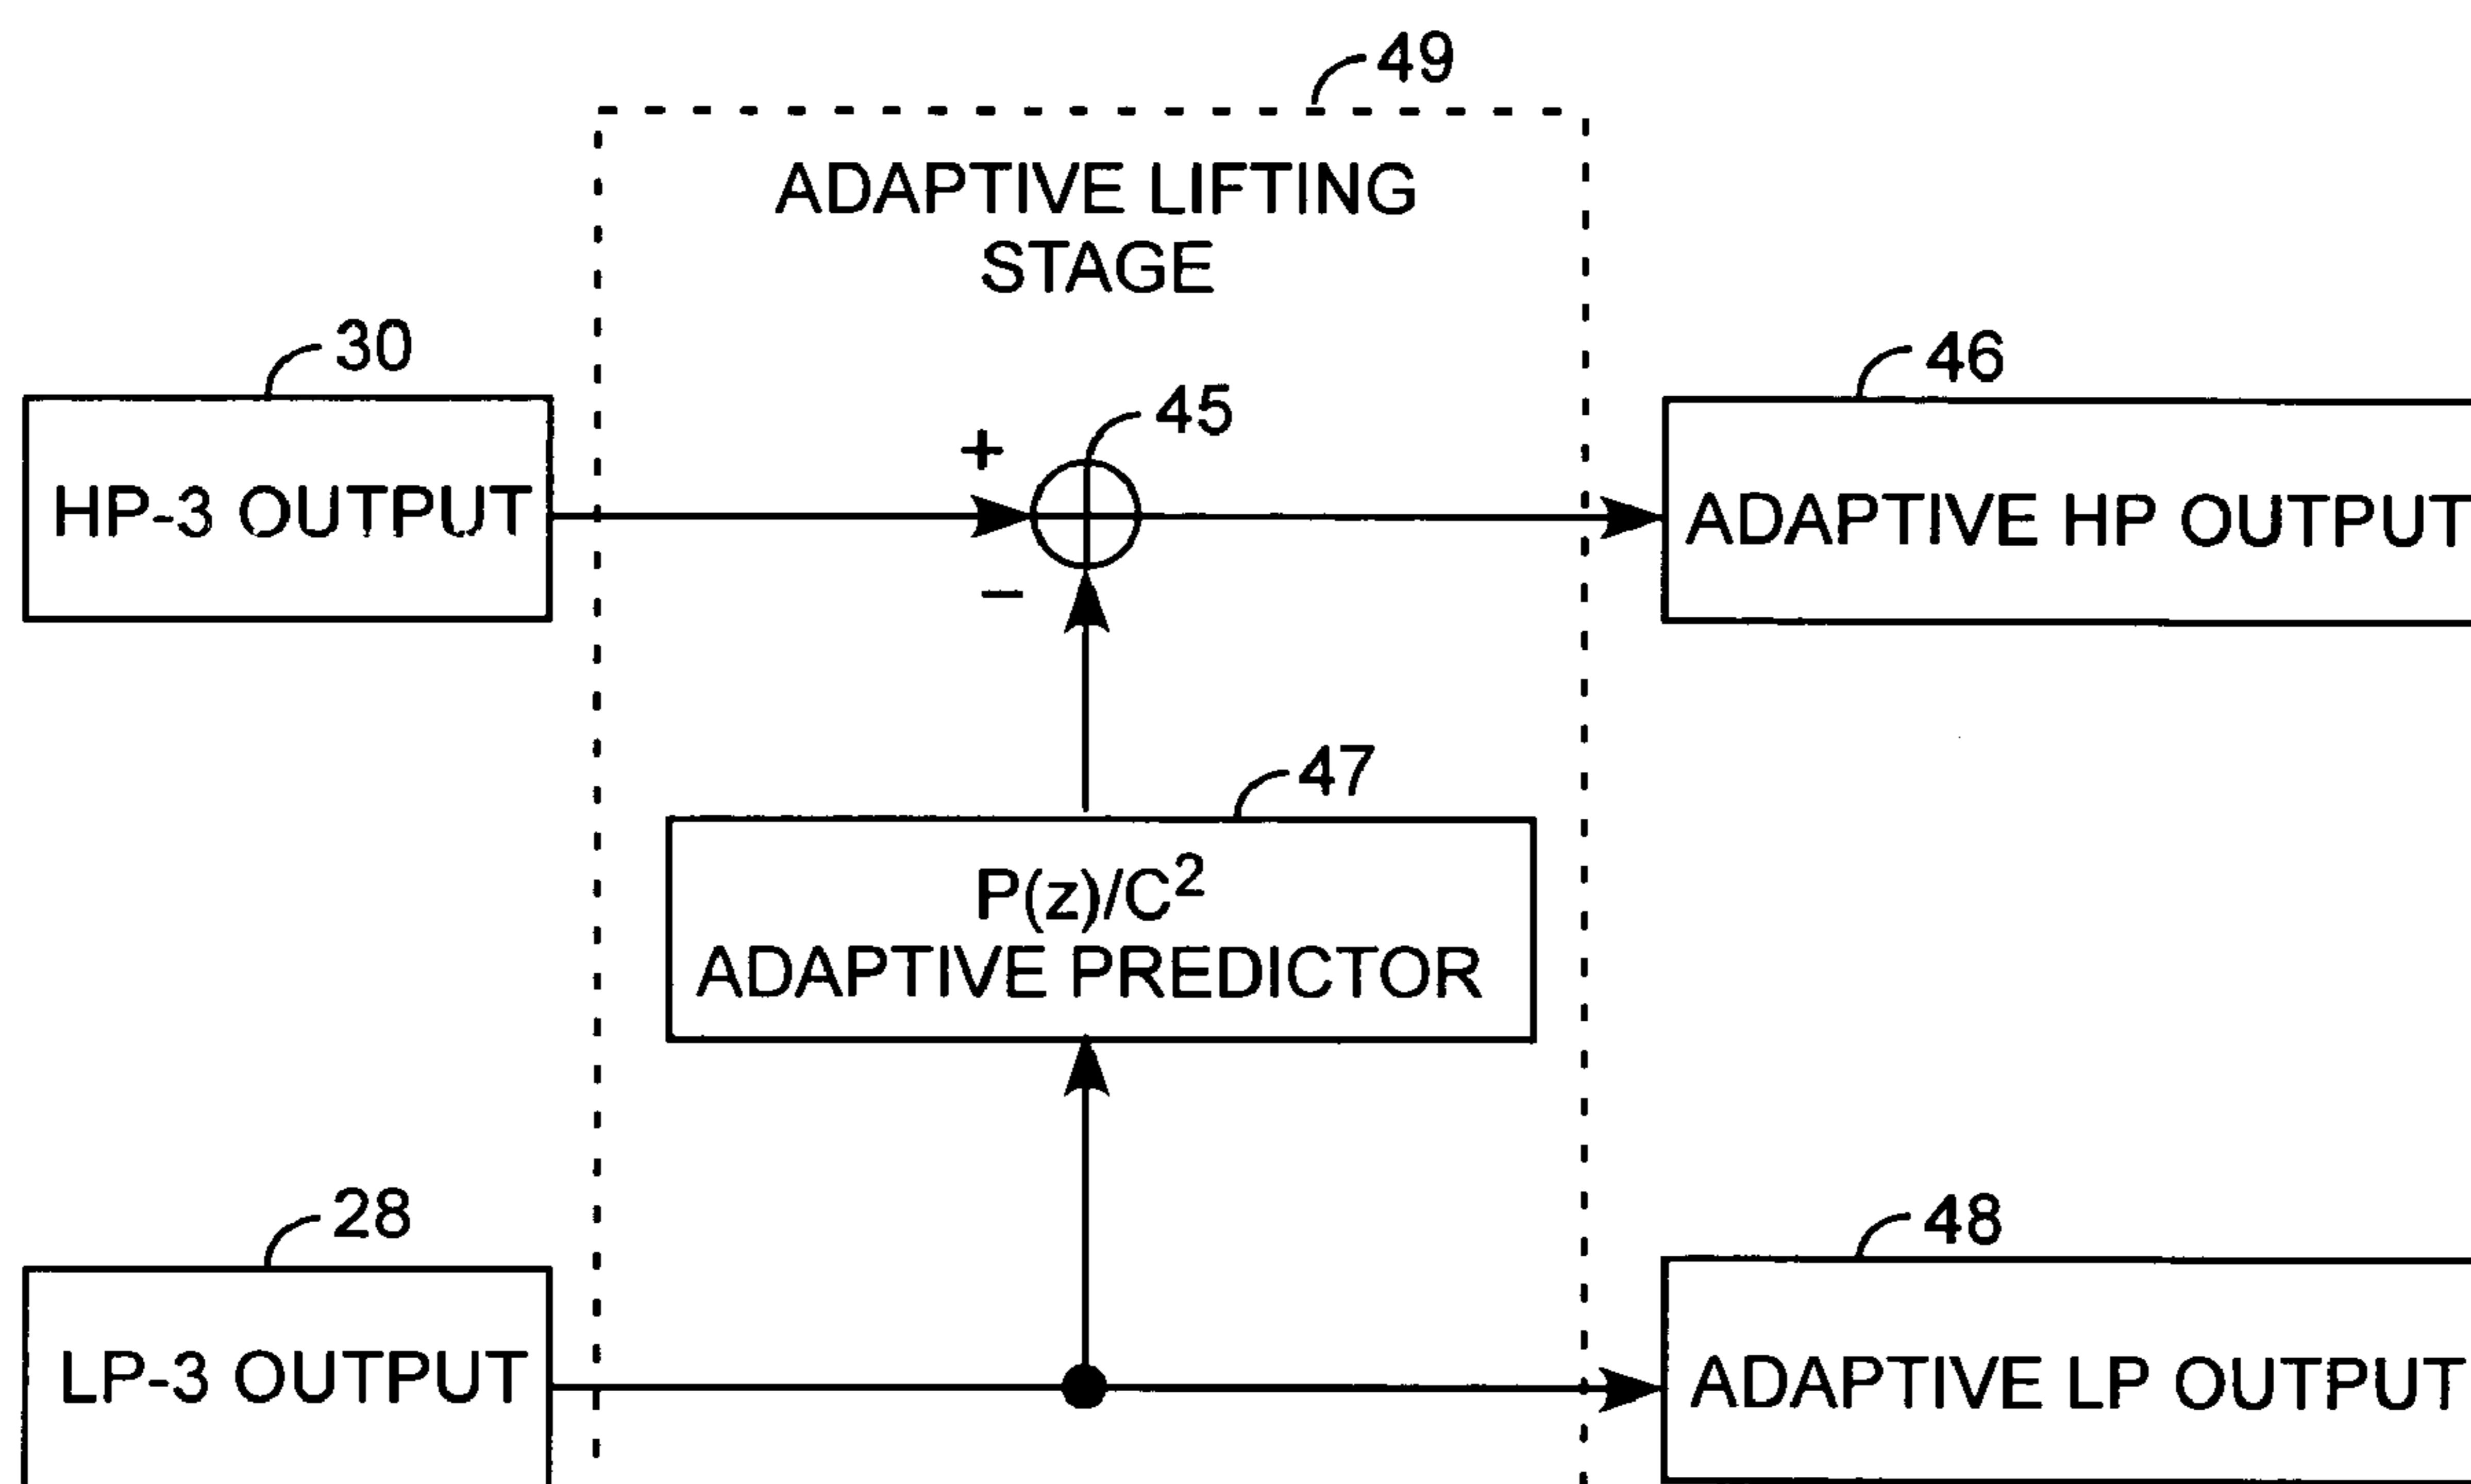 49
ADAPTIVE LIFTING
STAGE
30
46
45
+
HP-3 OUTPUT
ADAPTIVE HP OUTPUT
−
47
P(z)/C²
ADAPTIVE PREDICTOR
28
48
LP-3 OUTPUT
ADAPTIVE LP OUTPUT